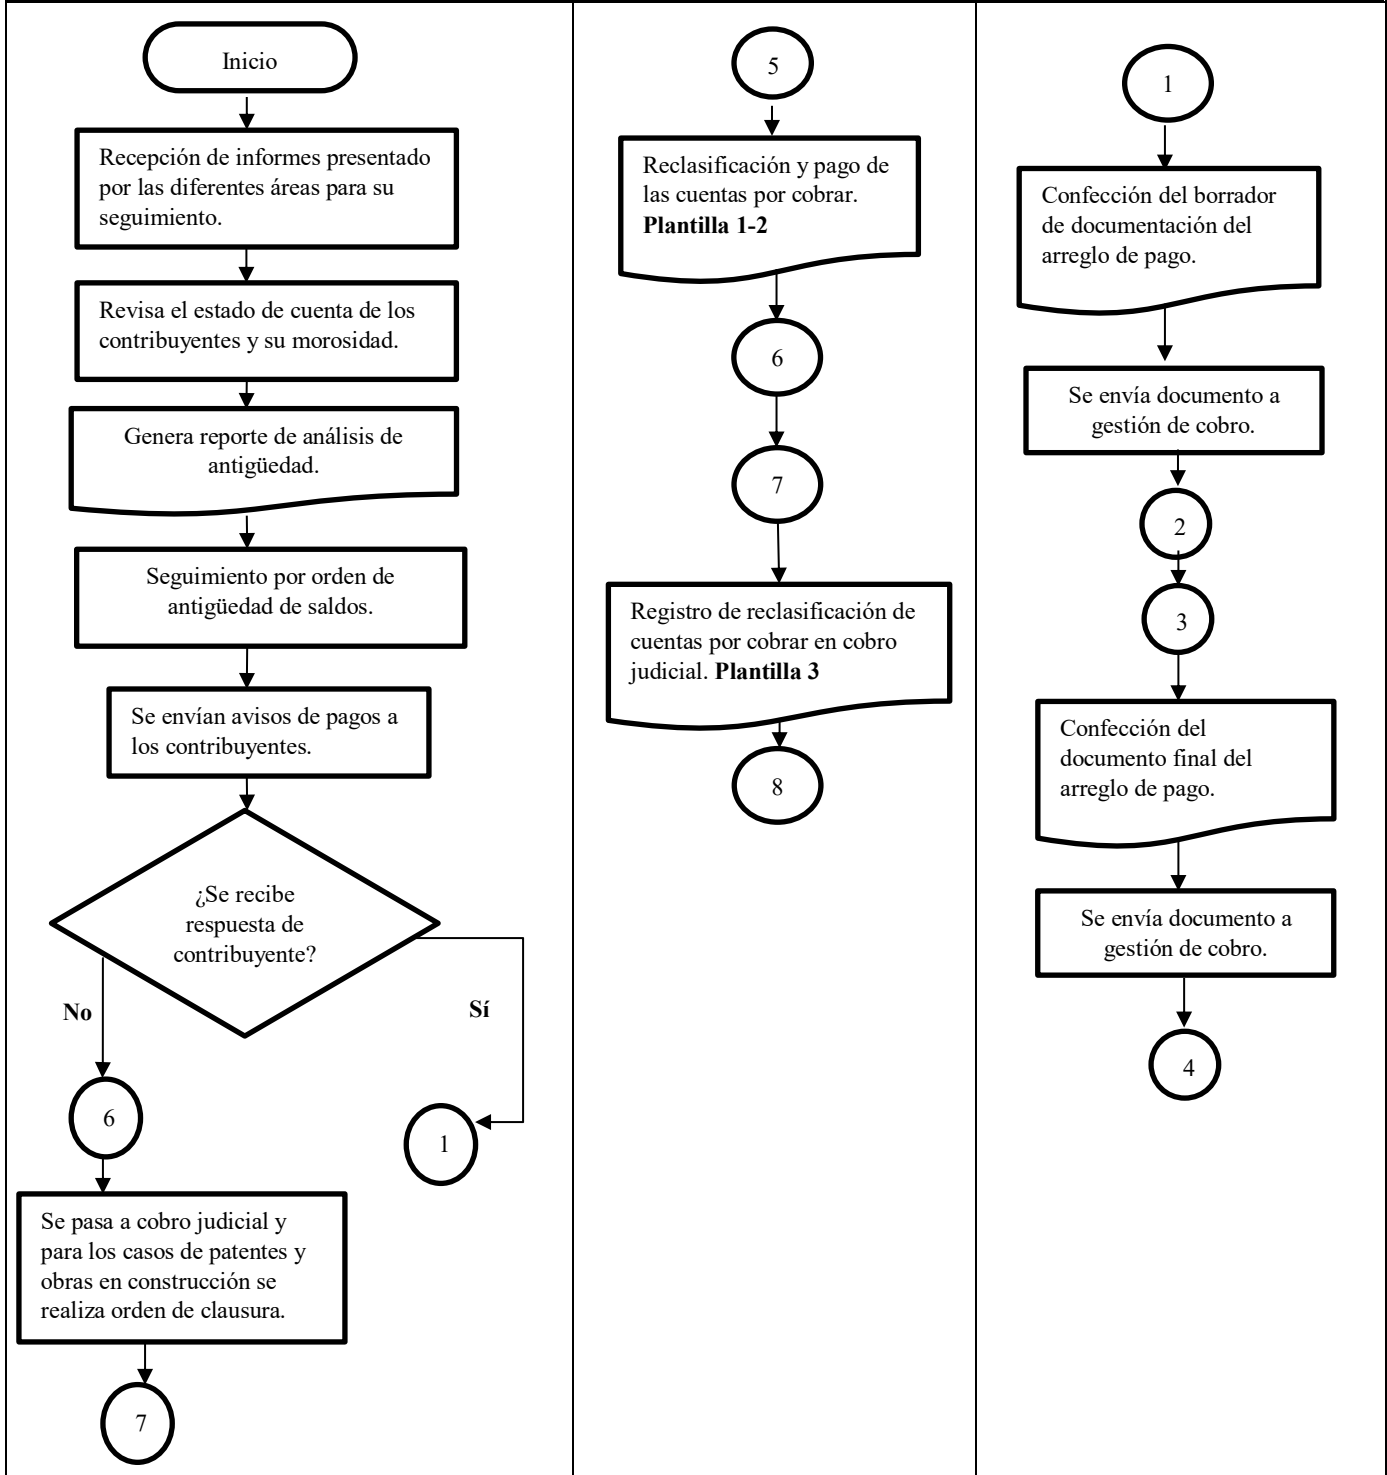 Inicio
Recepción de informes presentado
por las diferentes áreas para su
seguimiento.
Revisa el estado de cuenta de los
contribuyentes y su morosidad.
Genera reporte de análisis de
antigüedad.
Seguimiento por orden de
antigüedad de saldos.
Se envían avisos de pagos a
los contribuyentes.
¿Se recibe
respuesta de
contribuyente?
No
Sí
6
1
Se pasa a cobro judicial y
para los casos de patentes y
obras en construcción se
realiza orden de clausura.
7
5
Reclasificación y pago de
las cuentas por cobrar.
Plantilla 1-2
6
7
Registro de reclasificación de
cuentas por cobrar en cobro
judicial. Plantilla 3
8
1
Confección del borrador
de documentación del
arreglo de pago.
Se envía documento a
gestión de cobro.
2
3
Confección del
documento final del
arreglo de pago.
Se envía documento a
gestión de cobro.
4